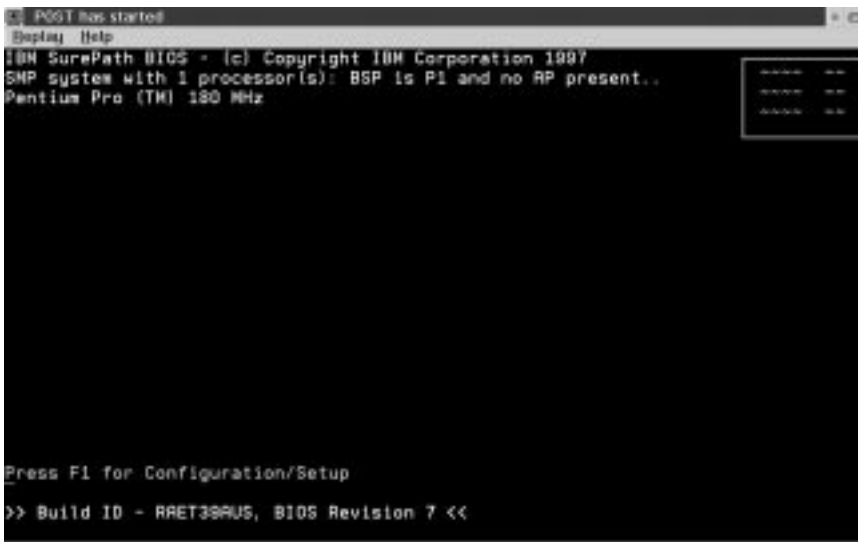 POST has started
Replay Help
IBM SurePath BIOS - (c) Copyright IBM Corporation 1997
SMP system with 1 processor(s): BSP is P1 and no AP present..
Pentium Pro (TM) 180 MHz
Press F1 for Configuration/Setup
>> Build ID - RRET39AUS, BIOS Revision 7 <<